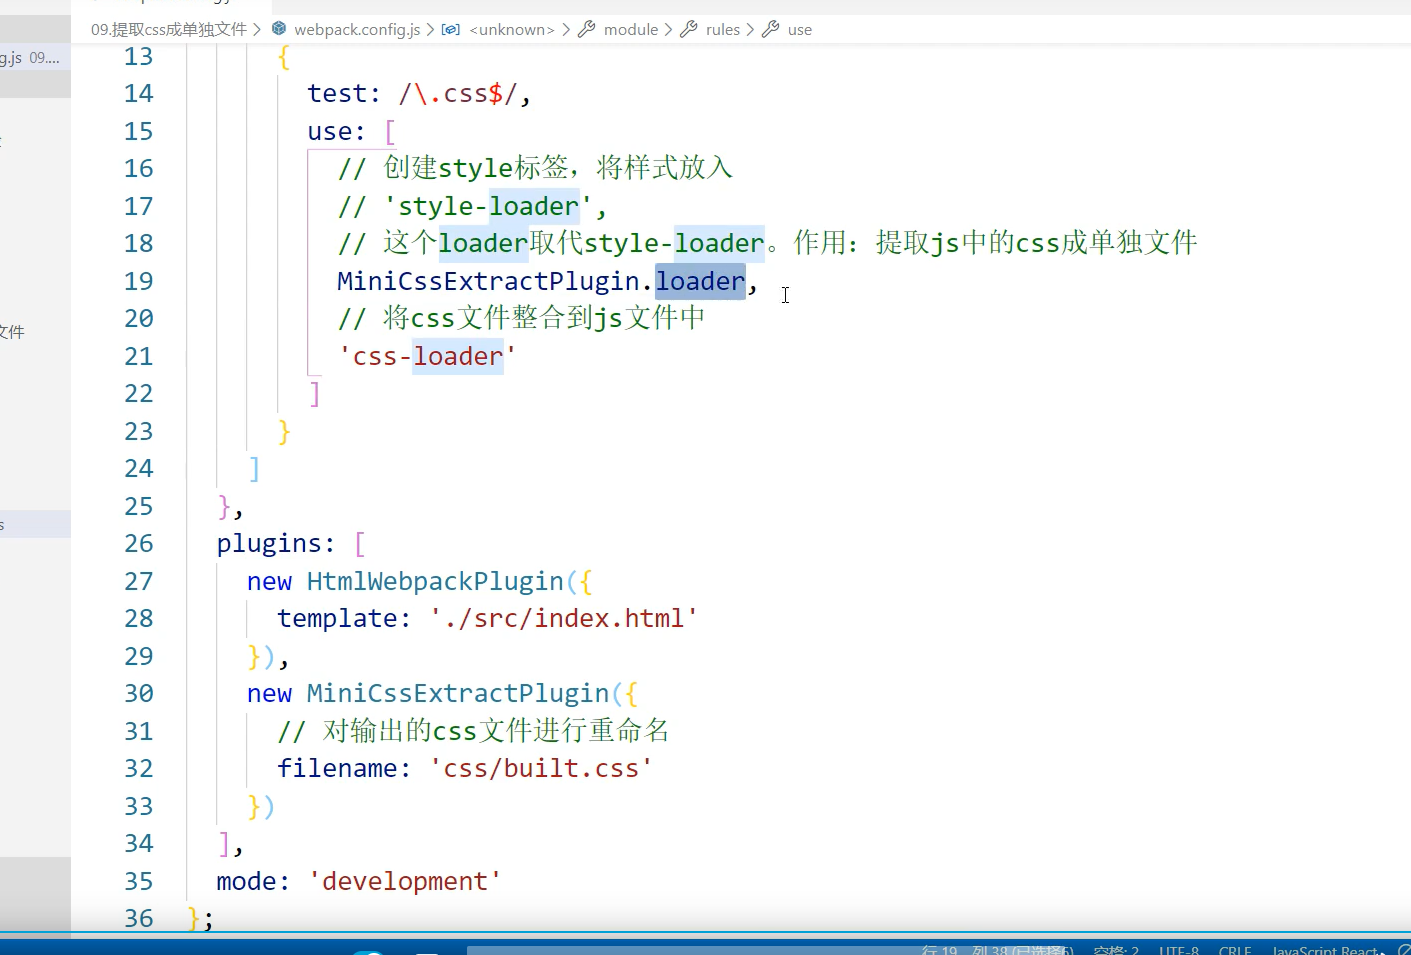 09.提取css成单独文件 > webpack.config.js > <unknown> > module > rules > use
g.js 09....
13 {
14 test: /\.css$/,
15 use: [
16 // 创建style标签，将样式放入
17 // 'style-loader',
18 // 这个loader取代style-loader。作用：提取js中的css成单独文件
19 MiniCssExtractPlugin.loader,
20 // 将css文件整合到js文件中
文件
21 'css-loader'
22 ]
23 }
24 ]
25 },
26 plugins: [
27 new HtmlWebpackPlugin({
28 template: './src/index.html'
29 }),
30 new MiniCssExtractPlugin({
31 // 对输出的css文件进行重命名
32 filename: 'css/built.css'
33 })
34 ],
35 mode: 'development'
36 };
行 19，列 38 (已选择6) 空格: 2 UTF-8 CRLF JavaScript React